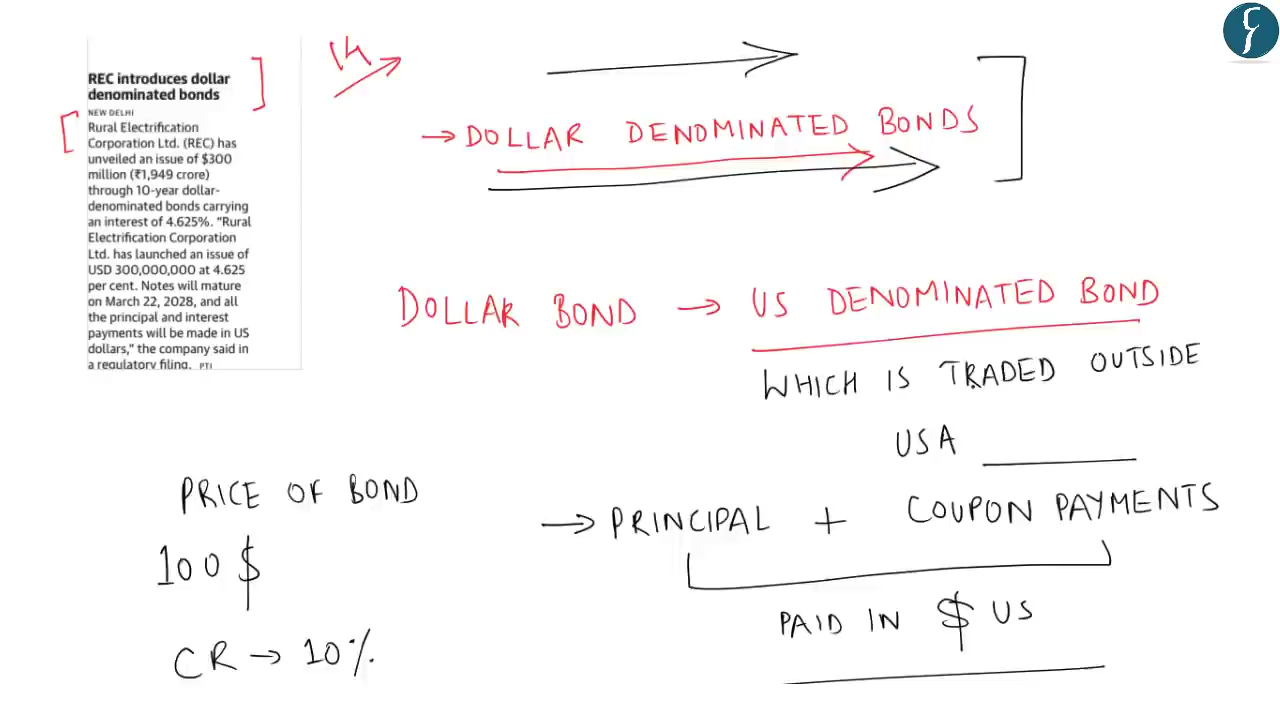 REC introduces dollar
denominated bonds
NEW DELHI
Rural Electrification
Corporation Ltd. (REC) has
unveiled an issue of $300
million (₹1,949 crore)
through 10-year dollar-
denominated bonds carrying
an interest of 4.625%. “Rural
Electrification Corporation
Ltd. has launched an issue of
USD 300,000,000 at 4.625
per cent. Notes will mature
on March 22, 2028, and all
the principal and interest
payments will be made in US
dollars,” the company said in
a regulatory filing. PTI
→ DOLLAR DENOMINATED BONDS
DOLLAR BOND → US DENOMINATED BOND
WHICH IS TRADED OUTSIDE
USA
→ PRINCIPAL + COUPON PAYMENTS
PAID IN $ US
PRICE OF BOND
100 $
CR → 10%